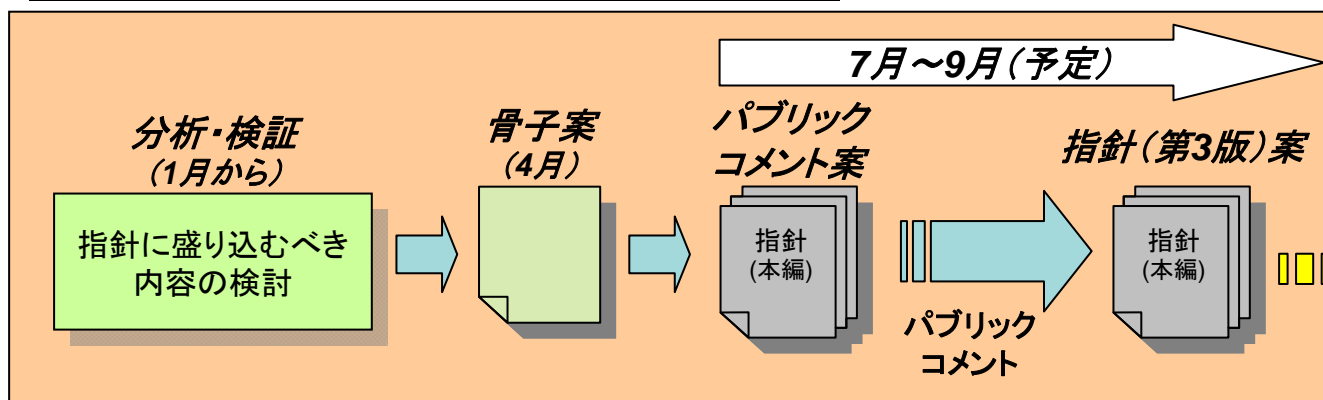 7月～9月(予定)
分析・検証
(1月から)
指針に盛り込むべき
内容の検討
骨子案
(4月)
パブリック
コメント案
指針
(本編)
パブリック
コメント
指針(第3版)案
指針
(本編)